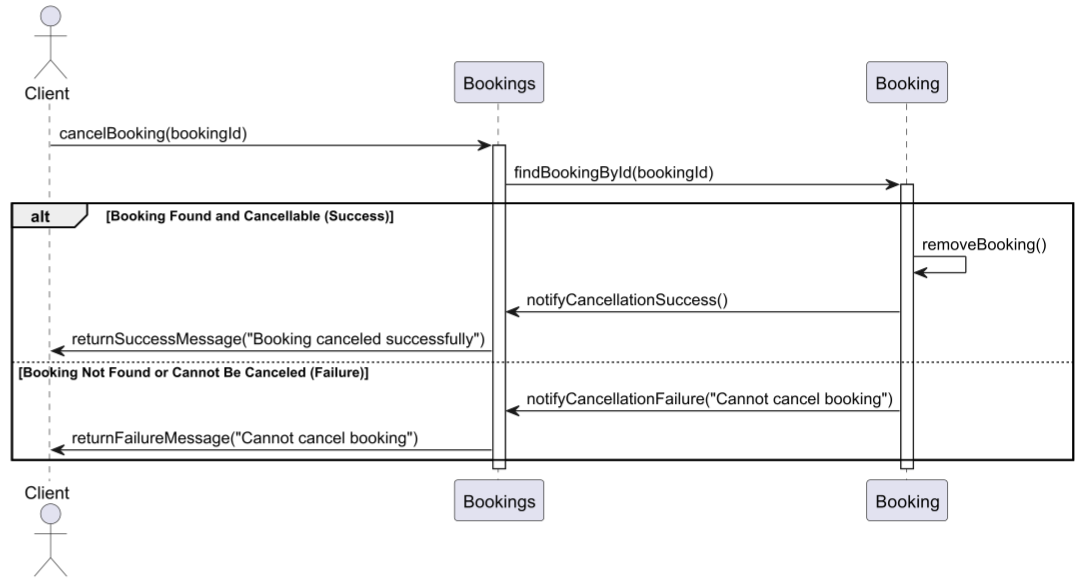 Client
Bookings
Booking
cancelBooking(bookingId)
findBookingById(bookingId)
alt
[Booking Found and Cancellable (Success)]
removeBooking()
notifyCancellationSuccess()
returnSuccessMessage("Booking canceled successfully")
[Booking Not Found or Cannot Be Canceled (Failure)]
notifyCancellationFailure("Cannot cancel booking")
returnFailureMessage("Cannot cancel booking")
Client
Bookings
Booking